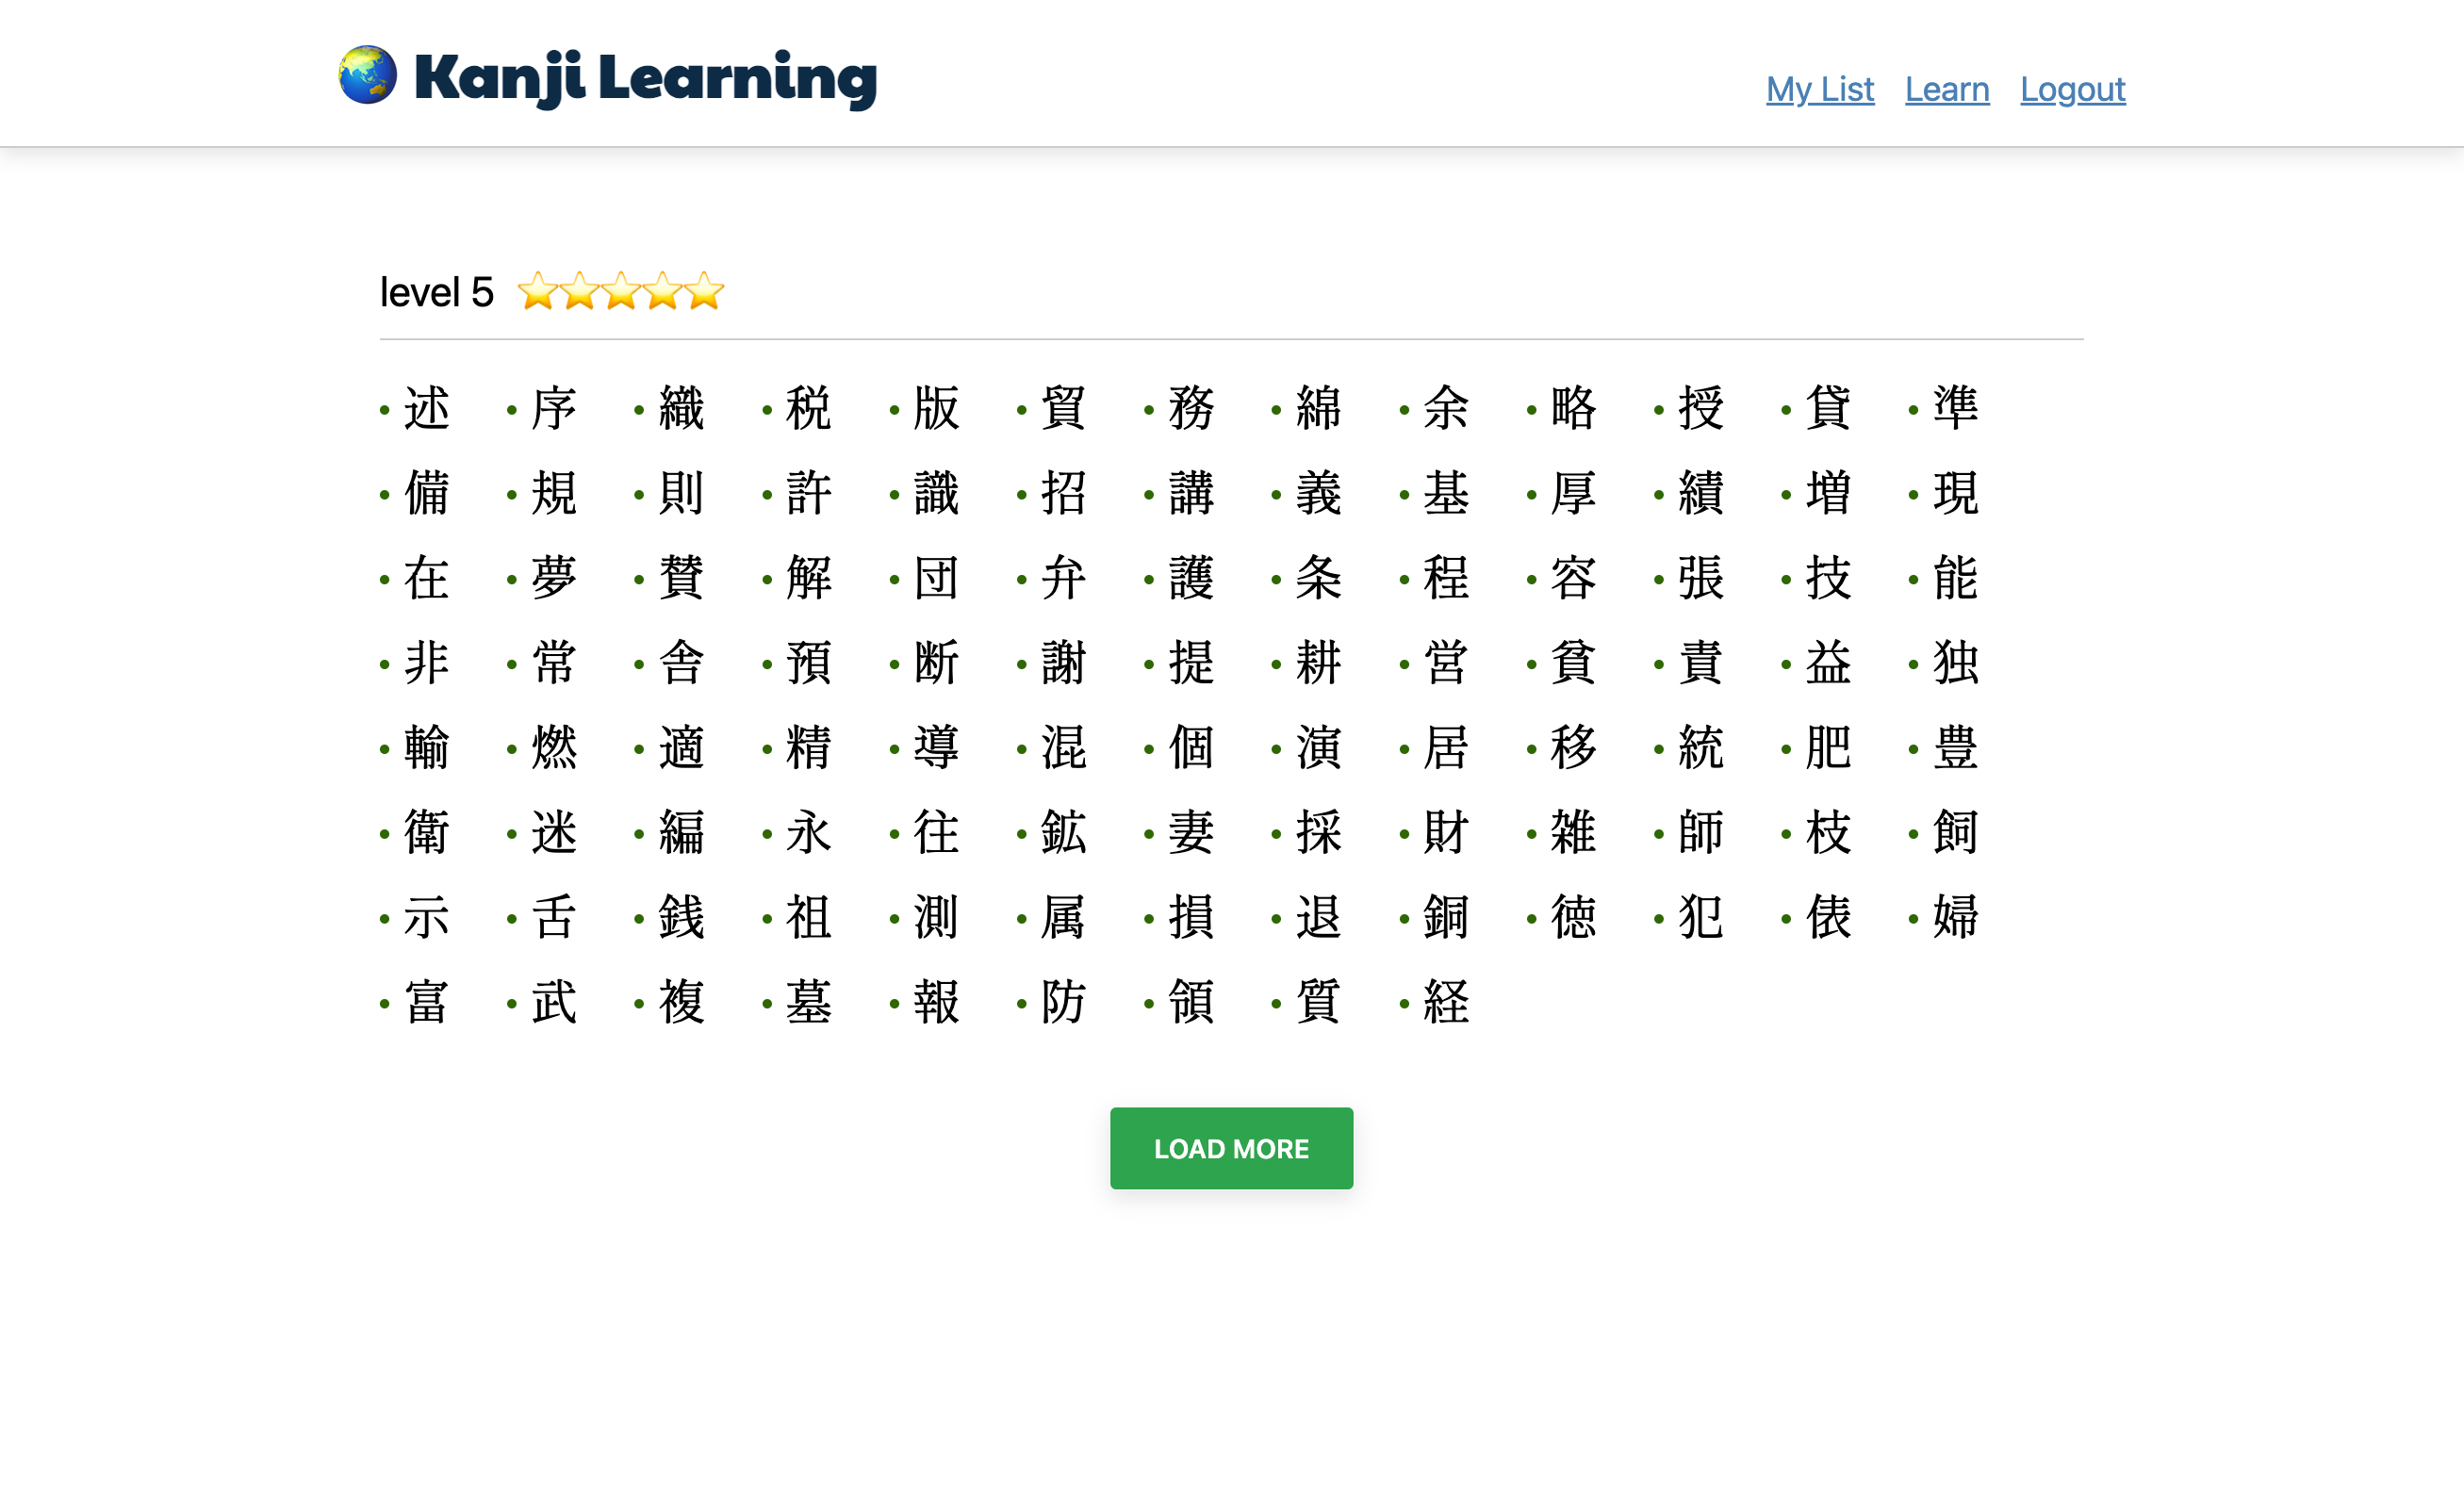 Kanji Learning
My List Learn Logout
level 5
述 序 織 税 版 貿 務 綿 余 略 授 貸 準
備 規 則 許 識 招 講 義 基 厚 績 増 現
在 夢 賛 解 団 弁 護 条 程 容 張 技 能
非 常 舎 預 断 謝 提 耕 営 貧 責 益 独
輸 燃 適 精 導 混 個 演 居 移 統 肥 豊
衛 迷 編 永 往 鉱 妻 採 財 雑 師 枝 飼
示 舌 銭 祖 測 属 損 退 銅 徳 犯 俵 婦
富 武 複 墓 報 防 領 質 経
LOAD MORE